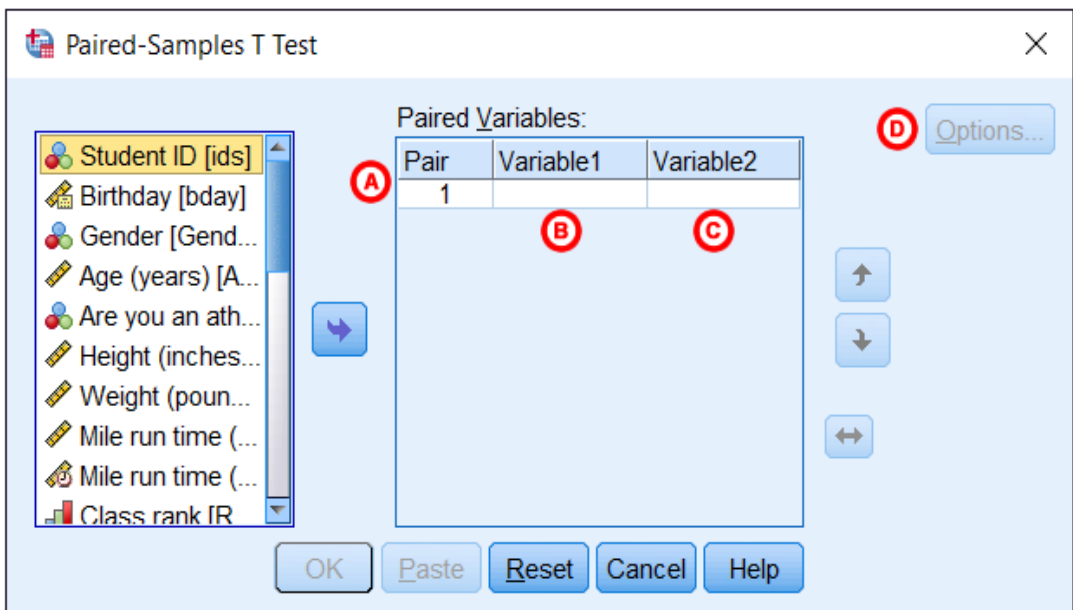 Paired-Samples T Test
Paired Variables:
D Options...
Student ID [ids]
Birthday [bday]
Gender [Gend...
Age (years) [A...
Are you an ath...
Height (inches...
Weight (poun...
Mile run time (...
Mile run time (...
Class rank [R
A
Pair Variable1 Variable2
1
B C
OK Paste Reset Cancel Help